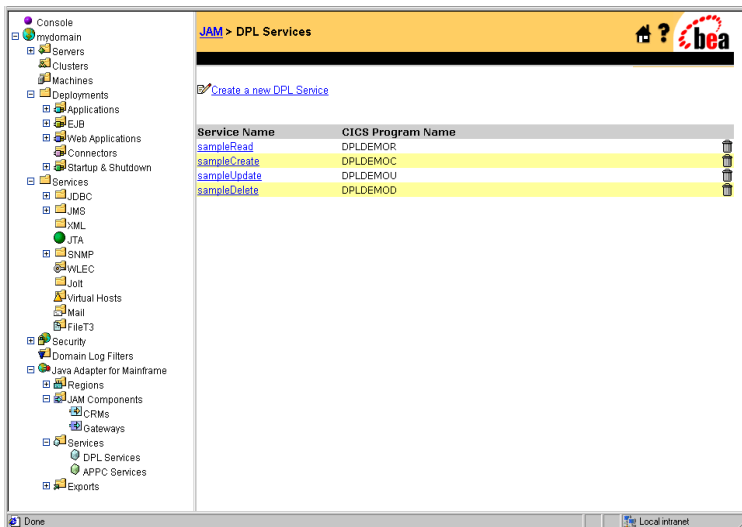 Console
mydomain
Servers
Clusters
Machines
Deployments
Applications
EJB
Web Applications
Connectors
Startup & Shutdown
Services
JDBC
JMS
XML
JTA
SNMP
WLEC
Jolt
Virtual Hosts
Mail
FileT3
Security
Domain Log Filters
Java Adapter for Mainframe
Regions
JAM Components
CRMs
Gateways
Services
DPL Services
APPC Services
Exports
JAM > DPL Services
? bea
Create a new DPL Service
Service Name CICS Program Name
sampleRead DPLDEMOR
sampleCreate DPLDEMOC
sampleUpdate DPLDEMOU
sampleDelete DPLDEMOD
Done Local intranet